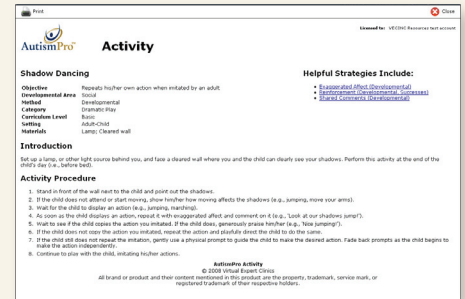 Print
Close
Licensed to: VECINC Resources test account
AutismPro™
Activity
Shadow Dancing
Objective Repeats his/her own action when imitated by an adult.
Developmental Area Social
Method Developmental
Category Dramatic Play
Curriculum Level Basic
Setting Adult-Child
Materials Lamp; Cleared wall
Helpful Strategies Include:
• Exaggerated Affect (Developmental)
• Reinforcement (Developmental, Successes)
• Shared Comments (Developmental)
Introduction
Set up a lamp, or other light source behind you, and face a cleared wall where you and the child can clearly see your shadows. Perform this activity at the end of the
child's day (i.e., before bed).
Activity Procedure
1. Stand in front of the wall next to the child and point out the shadows.
2. If the child does not attend or start moving, show him/her how moving affects the shadows (e.g., jumping, move your arms).
3. Wait for the child to display an action (e.g., jumping, marching).
4. As soon as the child displays an action, repeat it with exaggerated affect and comment on it (e.g., 'Look at our shadows jump!').
5. Wait to see if the child copies the action you imitated. If the child does, generously praise him/her (e.g., 'Nice jumping!').
6. If the child does not copy the action you imitated, repeat the action and playfully direct the child to do the same.
7. If the child still does not repeat the imitation, gently use a physical prompt to guide the child to make the desired action. Fade back prompts as the child begins to
make the action independently.
8. Continue to play with the child, imitating his/her actions.
AutismPro Activity
© 2008 Virtual Expert Clinics
All brand or product and their content mentioned in this product are the property, trademark, service mark, or
registered trademark of their respective holders.